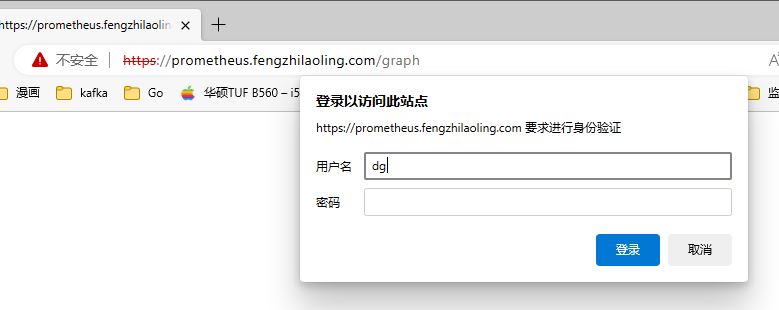 https://prometheus.fengzhilaolin
不安全 https://prometheus.fengzhilaoling.com/graph
漫画 kafka Go 华硕TUF B560 – i5
登录以访问此站点
https://prometheus.fengzhilaoling.com 要求进行身份验证
用户名 dg
密码
登录 取消